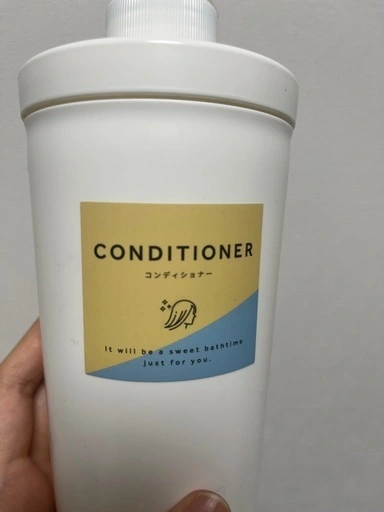 CONDITIONER
コンディショナー
It will be a sweet bathtime
just for you.